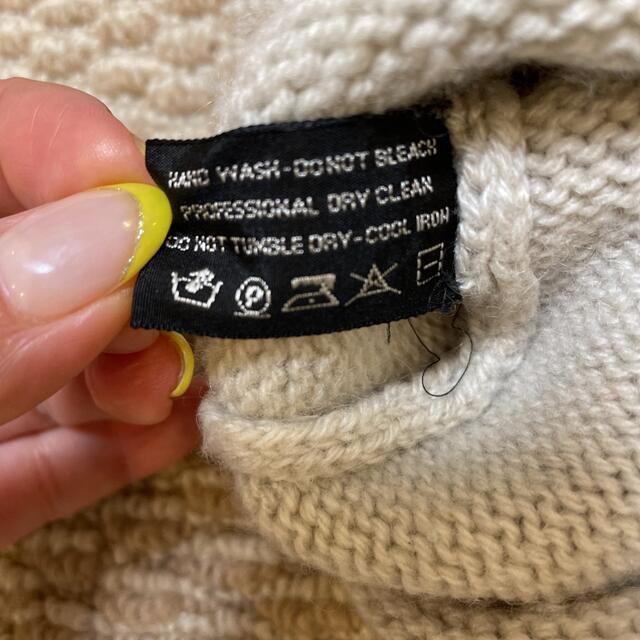 HAND WASH-DO NOT BLEACH
PROFESSIONAL DRY CLEAN
DO NOT TUMBLE DRY-COOL IRON
P